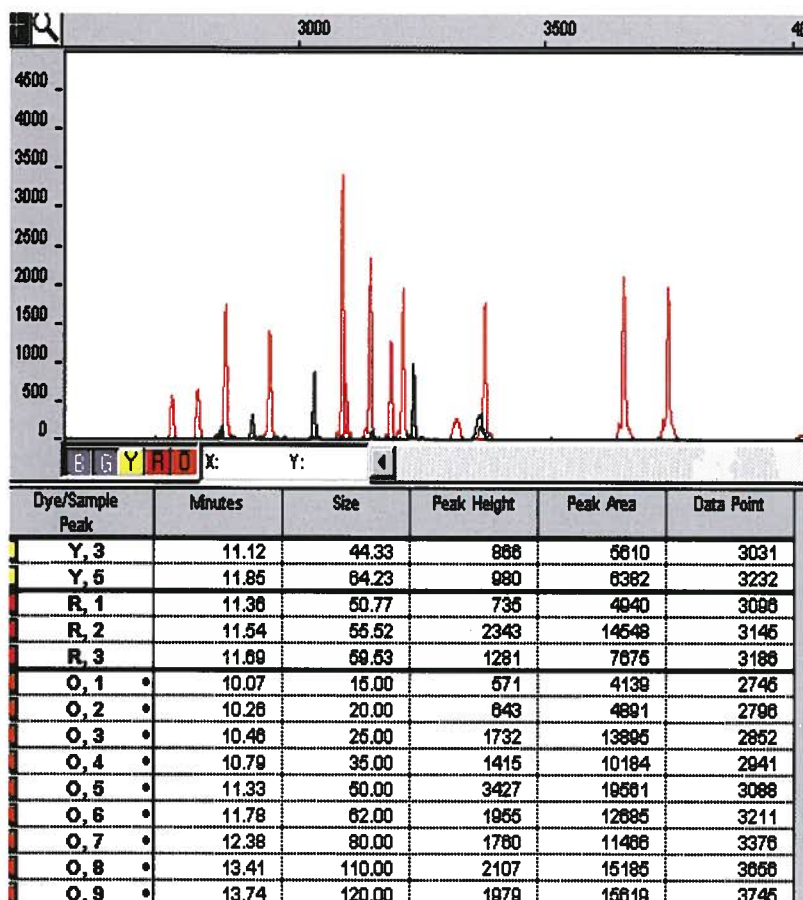 3000 3500
4500
4000
3500
3000
2500
2000
1500
1000
500
0
B G Y R O X: Y:
Dye/Sample Peak Minutes Size Peak Height Peak Area Data Point
Y, 3 11.12 44.33 866 5610 3031
Y, 5 11.85 64.23 980 6382 3232
R, 1 11.36 50.77 735 4940 3098
R, 2 11.54 55.52 2343 14548 3145
R, 3 11.69 59.53 1281 7675 3186
O, 1 • 10.07 15.00 571 4139 2745
O, 2 • 10.26 20.00 643 4891 2796
O, 3 • 10.46 25.00 1732 13895 2852
O, 4 • 10.79 35.00 1415 10184 2941
O, 5 • 11.33 50.00 3427 19561 3088
O, 6 • 11.78 62.00 1955 12695 3211
O, 7 • 12.38 80.00 1760 11466 3376
O, 8 • 13.41 110.00 2107 15185 3656
O, 9 • 13.74 120.00 1979 15619 3745